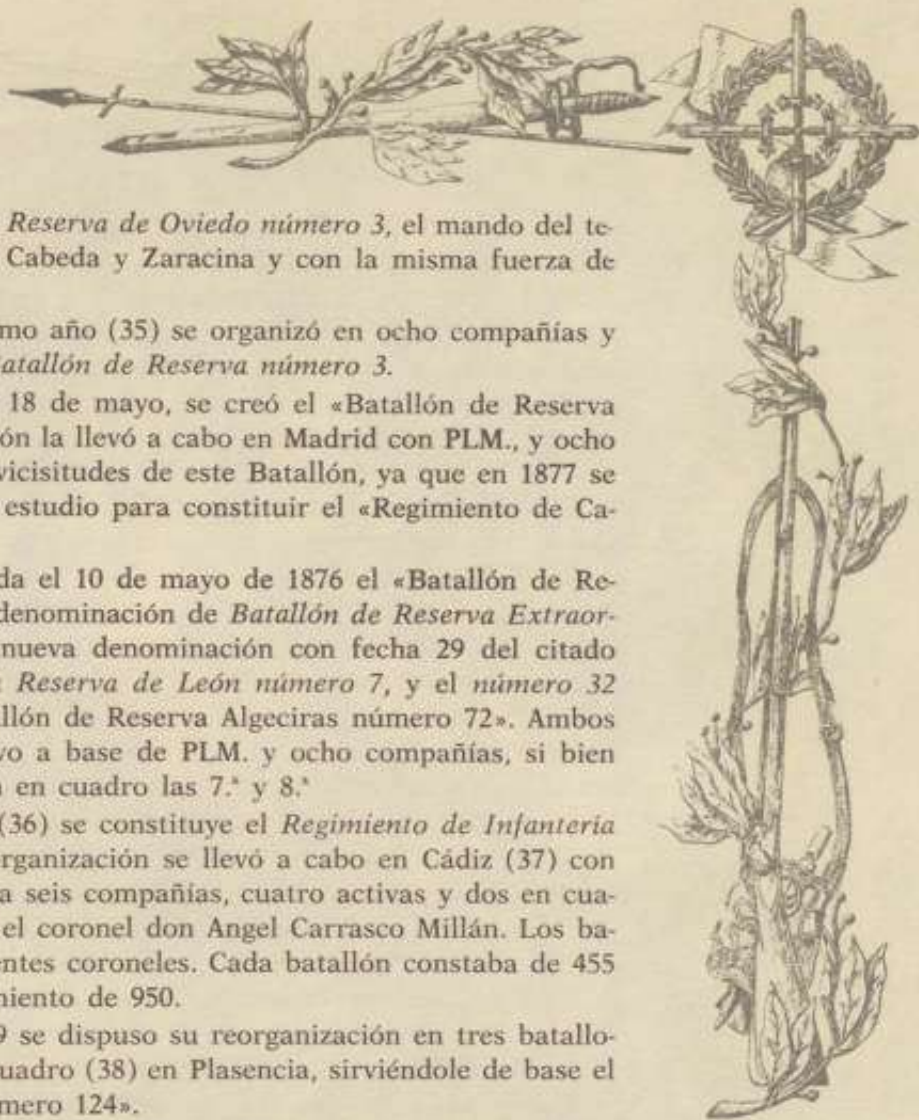 Reserva de Oviedo número 3, el mando del te-
Cabeda y Zaracina y con la misma fuerza de
mo año (35) se organizó en ocho compañías y
atallón de Reserva número 3.
18 de mayo, se creó el «Batallón de Reserva
ón la llevó a cabo en Madrid con PLM., y ocho
vicisitudes de este Batallón, ya que en 1877 se
estudio para constituir el «Regimiento de Ca-
da el 10 de mayo de 1876 el «Batallón de Re-
denominación de Batallón de Reserva Extraor-
nueva denominación con fecha 29 del citado
Reserva de León número 7, y el número 32
allón de Reserva Algeciras número 72». Ambos
vo a base de PLM. y ocho compañías, si bien
en cuadro las 7.ª y 8.ª
(36) se constituye el Regimiento de Infantería
organización se llevó a cabo en Cádiz (37) con
a seis compañías, cuatro activas y dos en cua-
el coronel don Angel Carrasco Millán. Los ba-
entes coroneles. Cada batallón constaba de 455
miento de 950.
9 se dispuso su reorganización en tres batallo-
uadro (38) en Plasencia, sirviéndole de base el
mero 124».